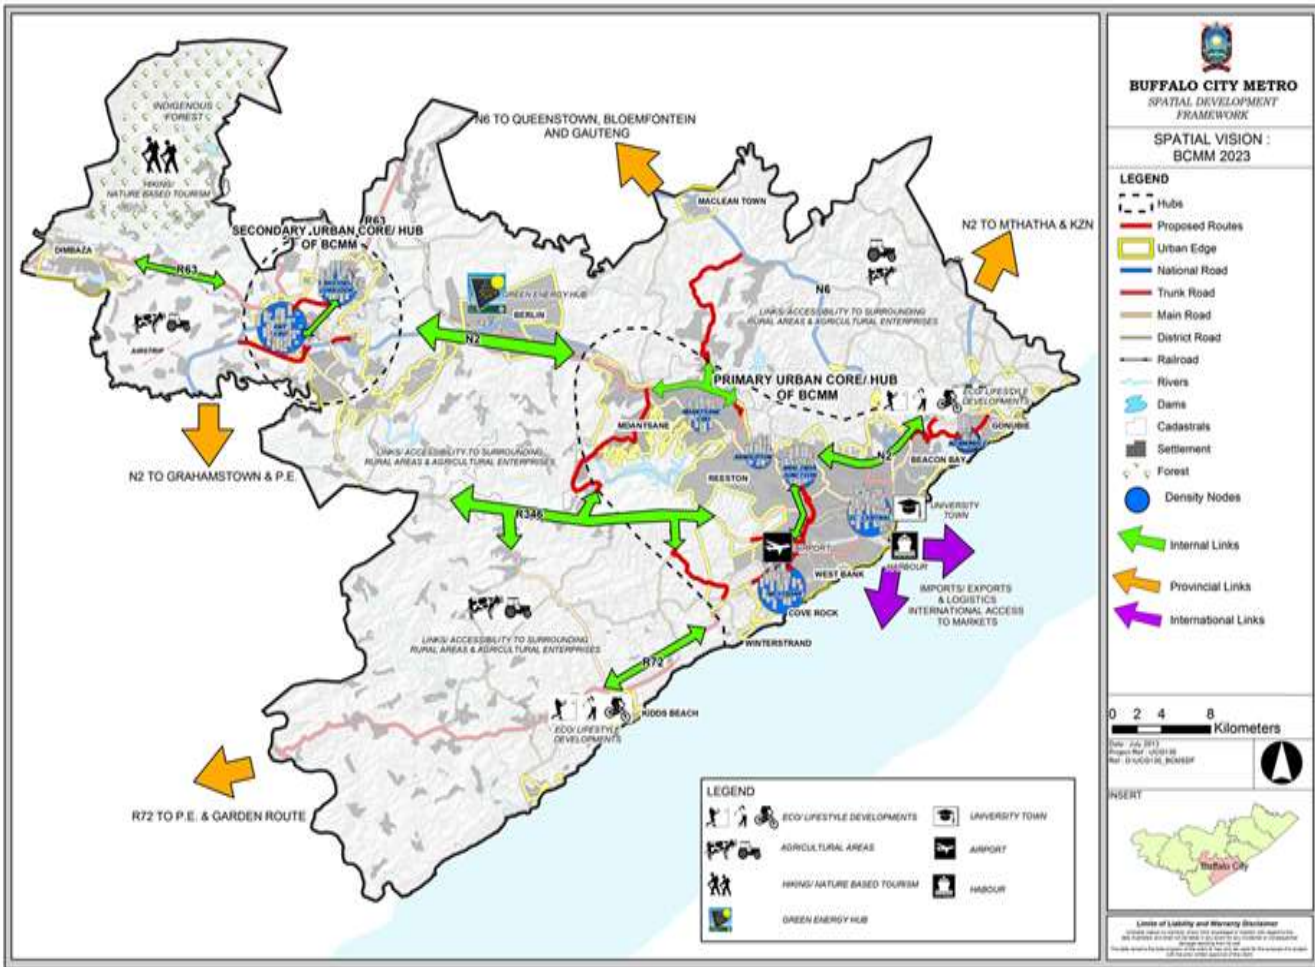 INDIGENOUS
FOREST
HIKING/
NATURE BASED TOURISM
N6 TO QUEENSTOWN, BLOEMFONTEIN
AND GAUTENG
MACLEAN TOWN
N2 TO MTHATHA & KZN
R63
SECONDARY URBAN CORE/ HUB
OF BCMM
DIMBAZA
R63
AIRSTRIP
GREEN ENERGY HUB
BERLIN
N2
N6
LINKS/ ACCESSIBILITY TO SURROUNDING
RURAL AREAS & AGRICULTURAL ENTERPRISES
PRIMARY URBAN CORE/ HUB
OF BCMM
ECO/ LIFESTYLE
DEVELOPMENTS
GONUBIE
MDANTSANE
N2
BEACON BAY
N2 TO GRAHAMSTOWN & P.E.
LINKS/ ACCESSIBILITY TO SURROUNDING
RURAL AREAS & AGRICULTURAL ENTERPRISES
REESTON
UNIVERSITY
TOWN
R346
AIRPORT
HARBOUR
WEST BANK
IMPORTS/ EXPORTS
& LOGISTICS
INTERNATIONAL ACCESS
TO MARKETS
COVE ROCK
WINTERSTRAND
LINKS/ ACCESSIBILITY TO SURROUNDING
RURAL AREAS & AGRICULTURAL ENTERPRISES
R72
KIDDS BEACH
ECO/ LIFESTYLE
DEVELOPMENTS
R72 TO P.E. & GARDEN ROUTE
LEGEND
ECO/ LIFESTYLE DEVELOPMENTS
UNIVERSITY TOWN
AGRICULTURAL AREAS
AIRPORT
HIKING/ NATURE BASED TOURISM
HABOUR
GREEN ENERGY HUB
BUFFALO CITY METRO
SPATIAL DEVELOPMENT
FRAMEWORK
SPATIAL VISION :
BCMM 2023
LEGEND
Hubs
Proposed Routes
Urban Edge
National Road
Trunk Road
Main Road
District Road
Railroad
Rivers
Dams
Cadastrals
Settlement
Forest
Density Nodes
Internal Links
Provincial Links
International Links
0 2 4 8
Kilometers
Date : July 2013
INSERT
Buffalo City
Limits of Liability and Warranty Disclaimer